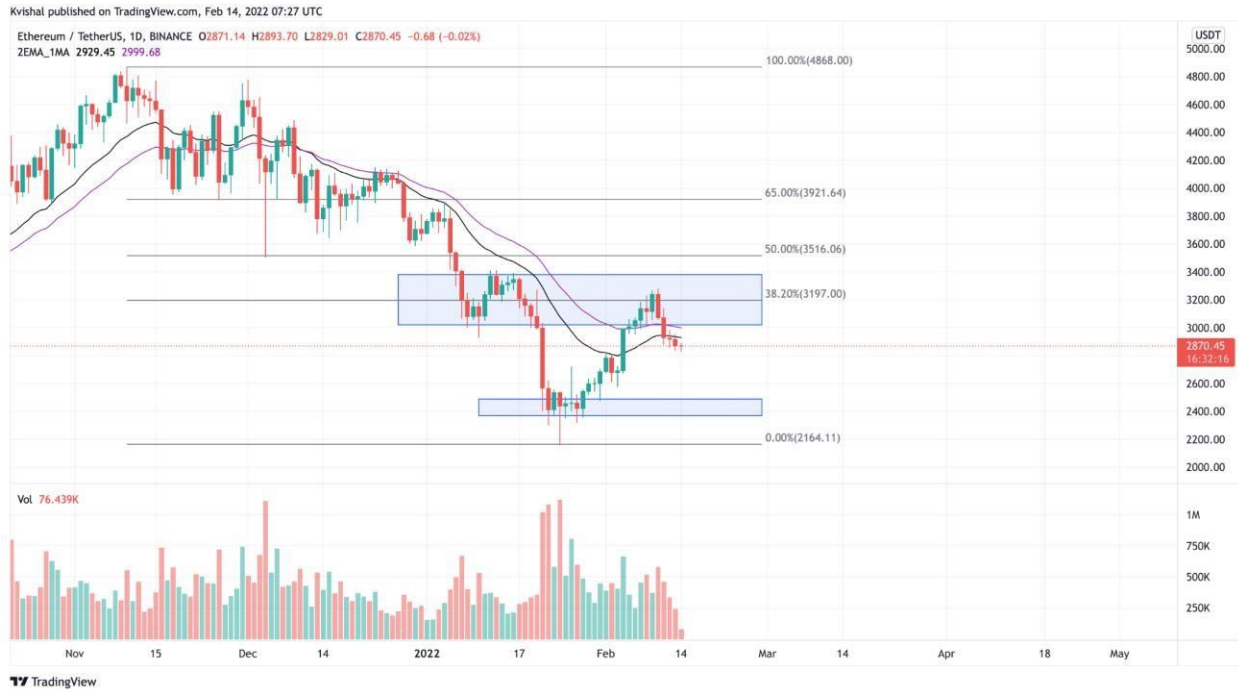 Kvishal published on TradingView.com, Feb 14, 2022 07:27 UTC
Ethereum / TetherUS, 1D, BINANCE O2871.14 H2893.70 L2829.01 C2870.45 -0.68 (-0.02%)
2EMA_1MA 2929.45 2999.68
USDT
5000.00
100.00%(4868.00)
4800.00
4600.00
4400.00
4200.00
4000.00
65.00%(3921.64)
3800.00
3600.00
50.00%(3516.06)
3400.00
38.20%(3197.00)
3200.00
3000.00
2870.45
16:32:16
2600.00
2400.00
0.00%(2164.11)
2200.00
2000.00
Vol 76.439K
1M
750K
500K
250K
Nov 15 Dec 14 2022 17 Feb 14 Mar 14 Apr 18 May
TradingView